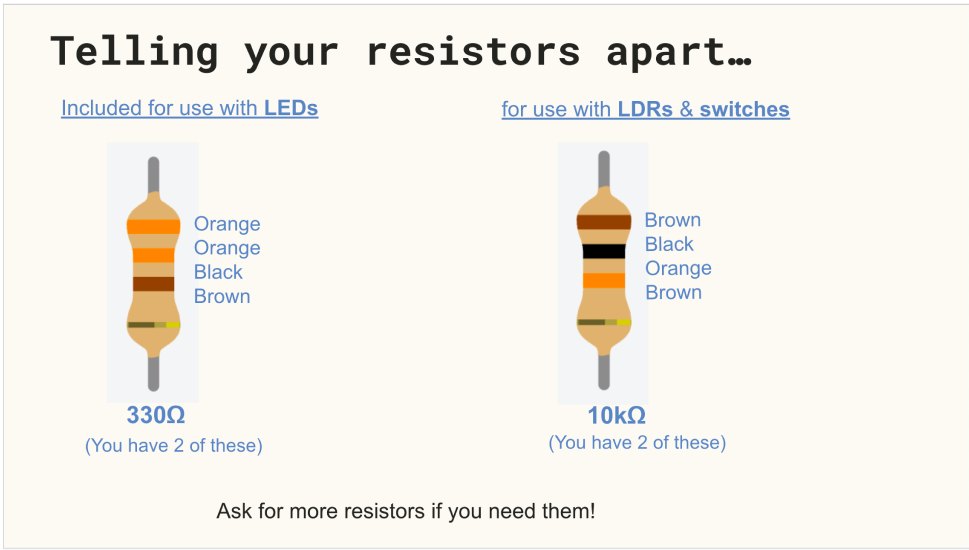 Telling your resistors apart…
Included for use with LEDs
Orange
Orange
Black
Brown
330Ω
(You have 2 of these)
for use with LDRs & switches
Brown
Black
Orange
Brown
10kΩ
(You have 2 of these)
Ask for more resistors if you need them!